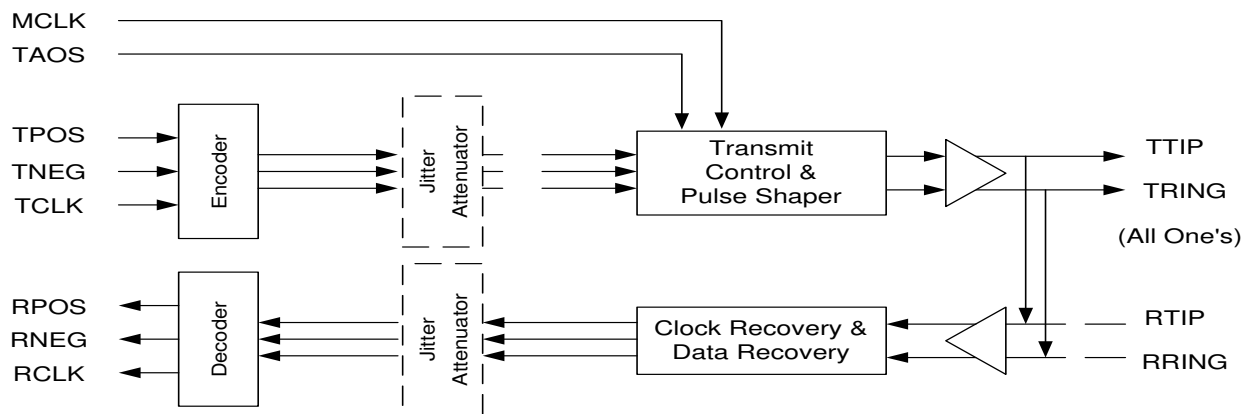 MCLK
TAOS
TPOS
TNEG
TCLK
Encoder
Jitter
Attenuator
Transmit
Control &
Pulse Shaper
TTIP
TRING
(All One's)
RPOS
RNEG
RCLK
Decoder
Jitter
Attenuator
Clock Recovery &
Data Recovery
RTIP
RRING